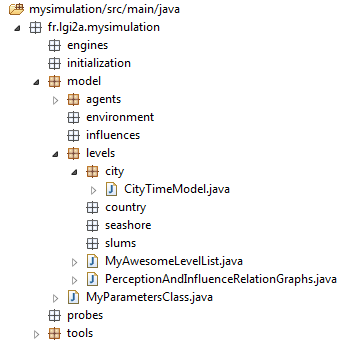 mysimulation/src/main/java
fr.lgi2a.mysimulation
engines
initialization
model
agents
environment
influences
levels
city
CityTimeModel.java
country
seashore
slums
MyAwesomeLevelList.java
PerceptionAndInfluenceRelationGraphs.java
MyParametersClass.java
probes
tools